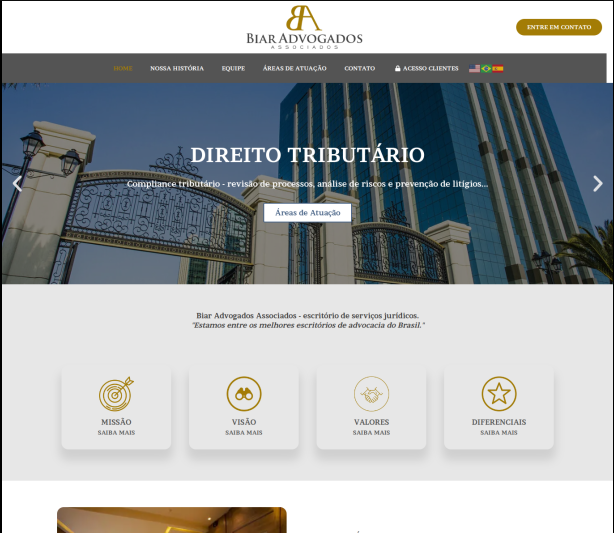 BA
BIAR ADVOGADOS
ASSOCIADOS
ENTRE EM CONTATO
HOME NOSSA HISTÓRIA EQUIPE ÁREAS DE ATUAÇÃO CONTATO ACESSO CLIENTES
DIREITO TRIBUTÁRIO
Compliance tributário - revisão de processos, análise de riscos e prevenção de litígios...
Áreas de Atuação
Biar Advogados Associados - escritório de serviços jurídicos.
"Estamos entre os melhores escritórios de advocacia do Brasil."
MISSÃO VISÃO VALORES DIFERENCIAIS
SAIBA MAIS SAIBA MAIS SAIBA MAIS SAIBA MAIS